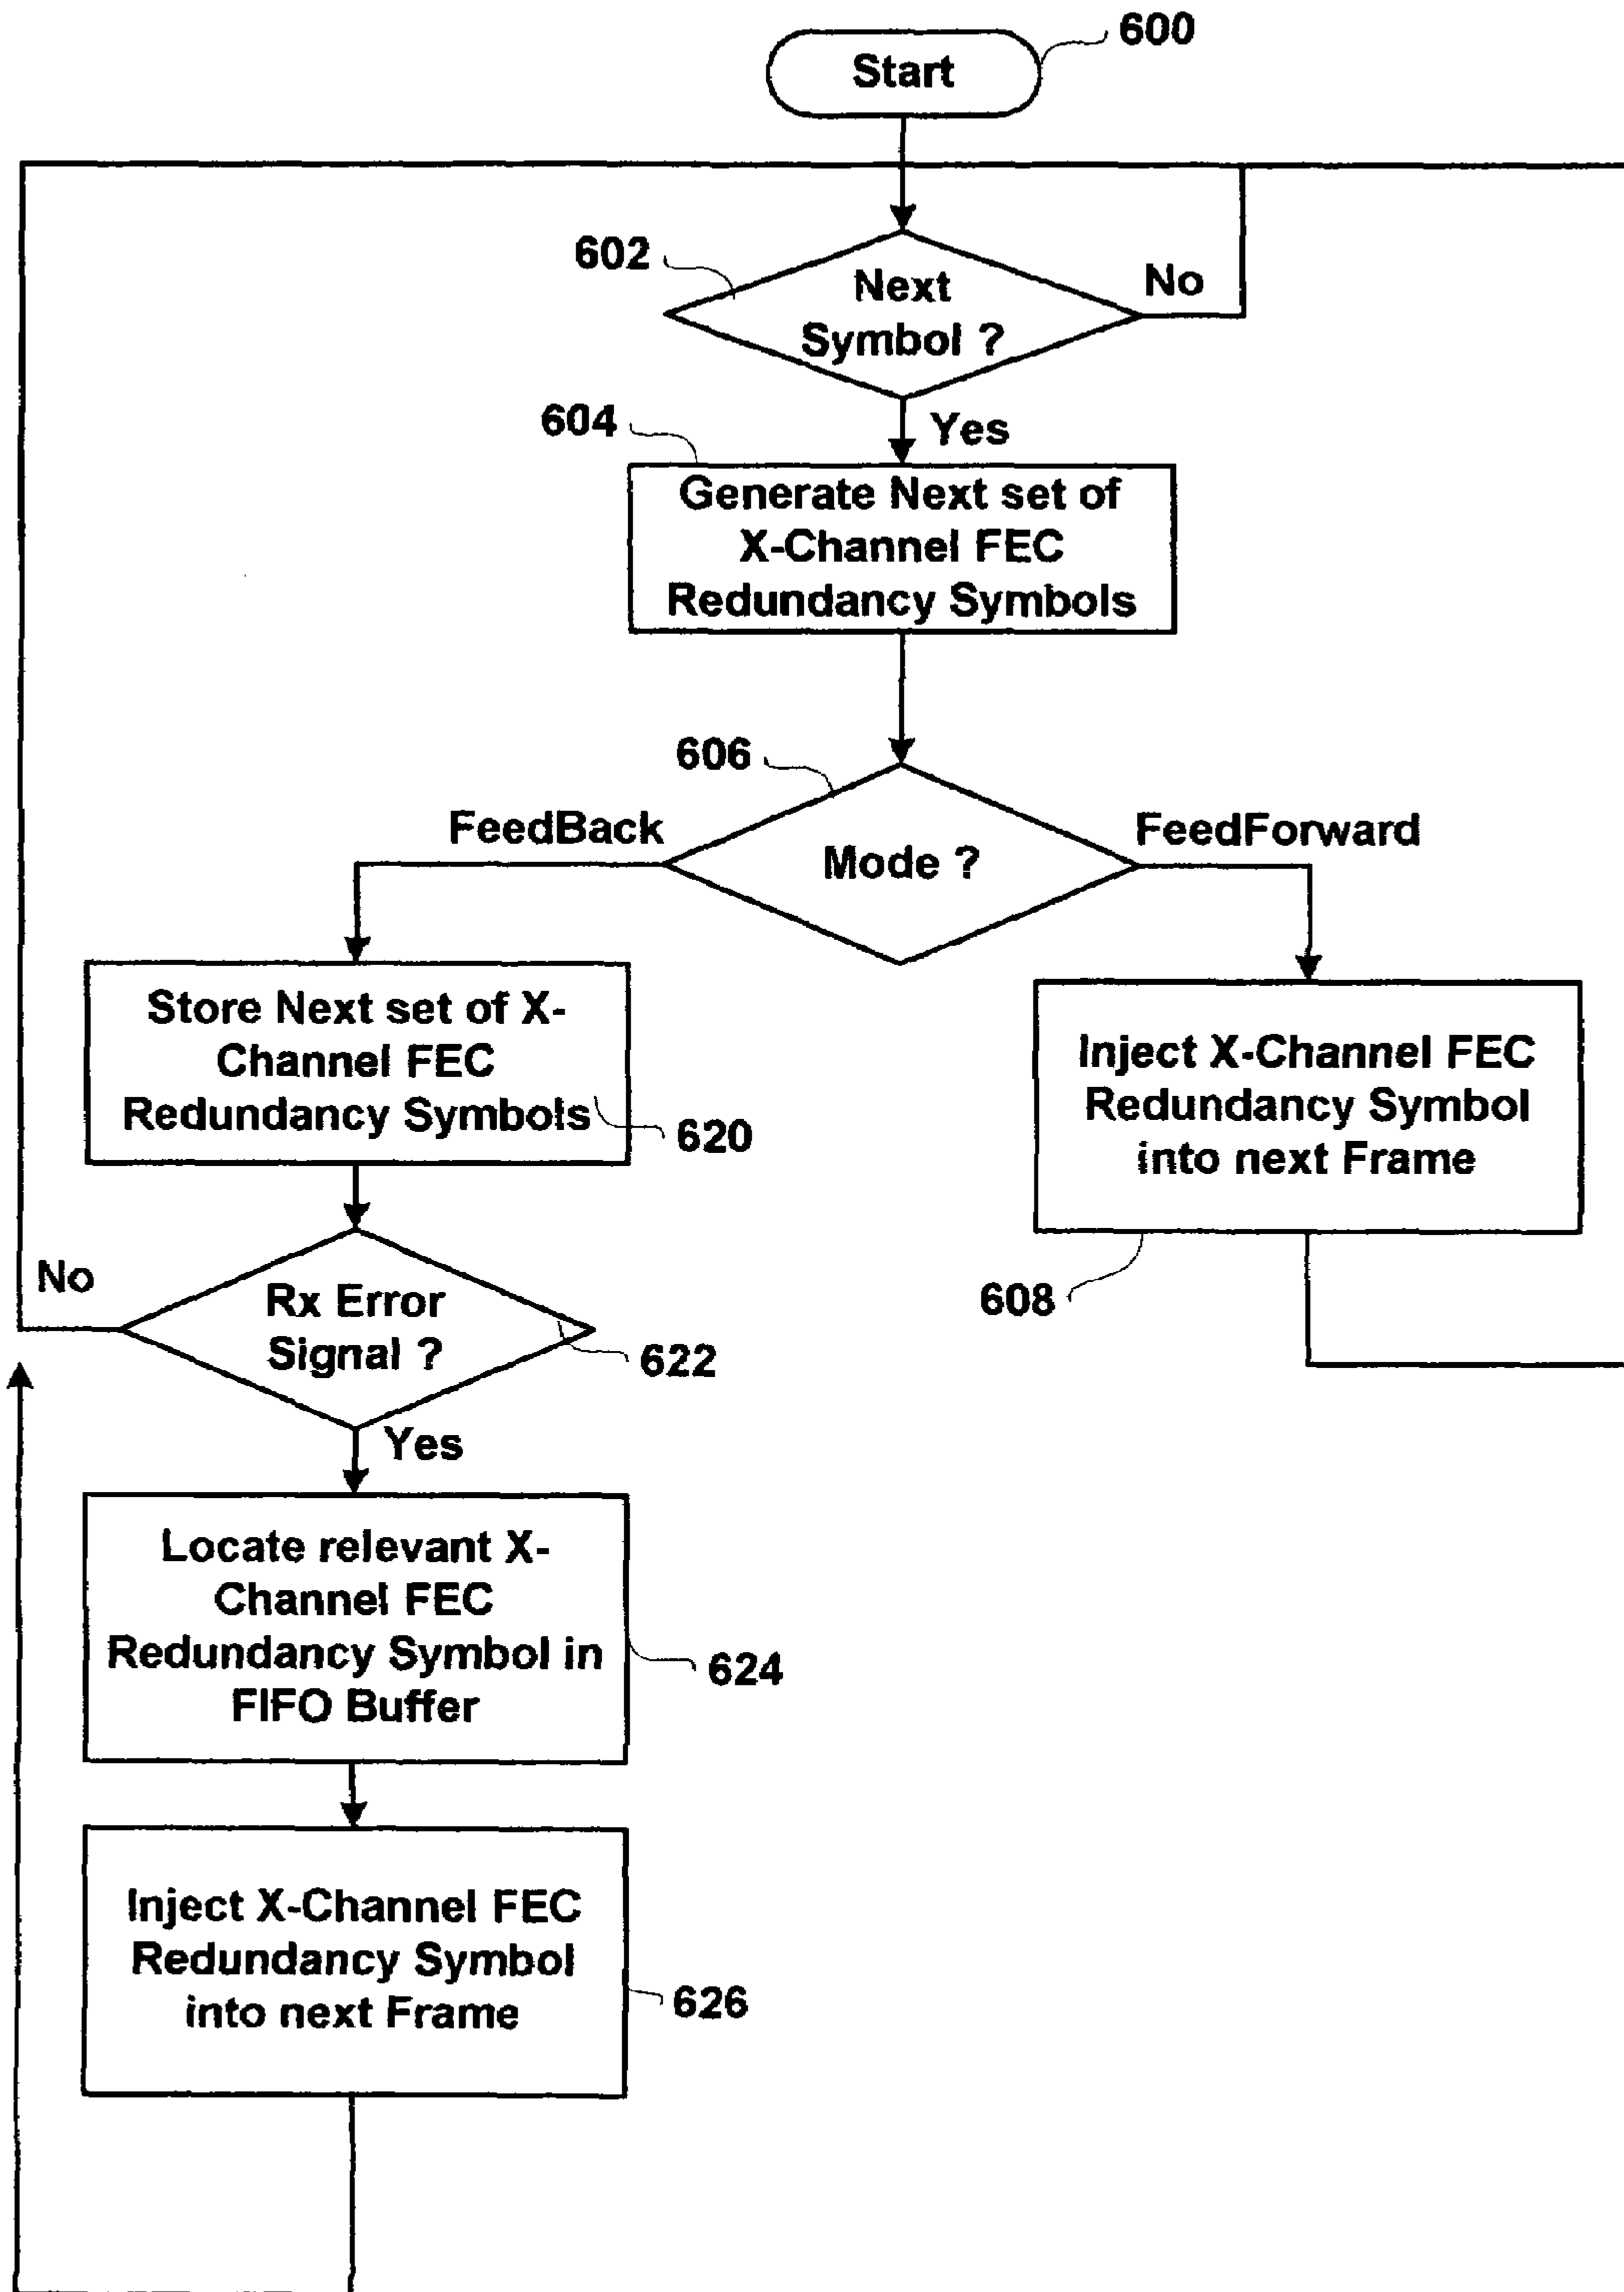 600
Start
602
Next
Symbol ?
No
Yes
604
Generate Next set of
X-Channel FEC
Redundancy Symbols
606
Mode ?
FeedBack
FeedForward
Store Next set of X-
Channel FEC
Redundancy Symbols
620
Inject X-Channel FEC
Redundancy Symbol
into next Frame
608
No
Rx Error
Signal ?
622
Yes
Locate relevant X-
Channel FEC
Redundancy Symbol in
FIFO Buffer
624
Inject X-Channel FEC
Redundancy Symbol
into next Frame
626